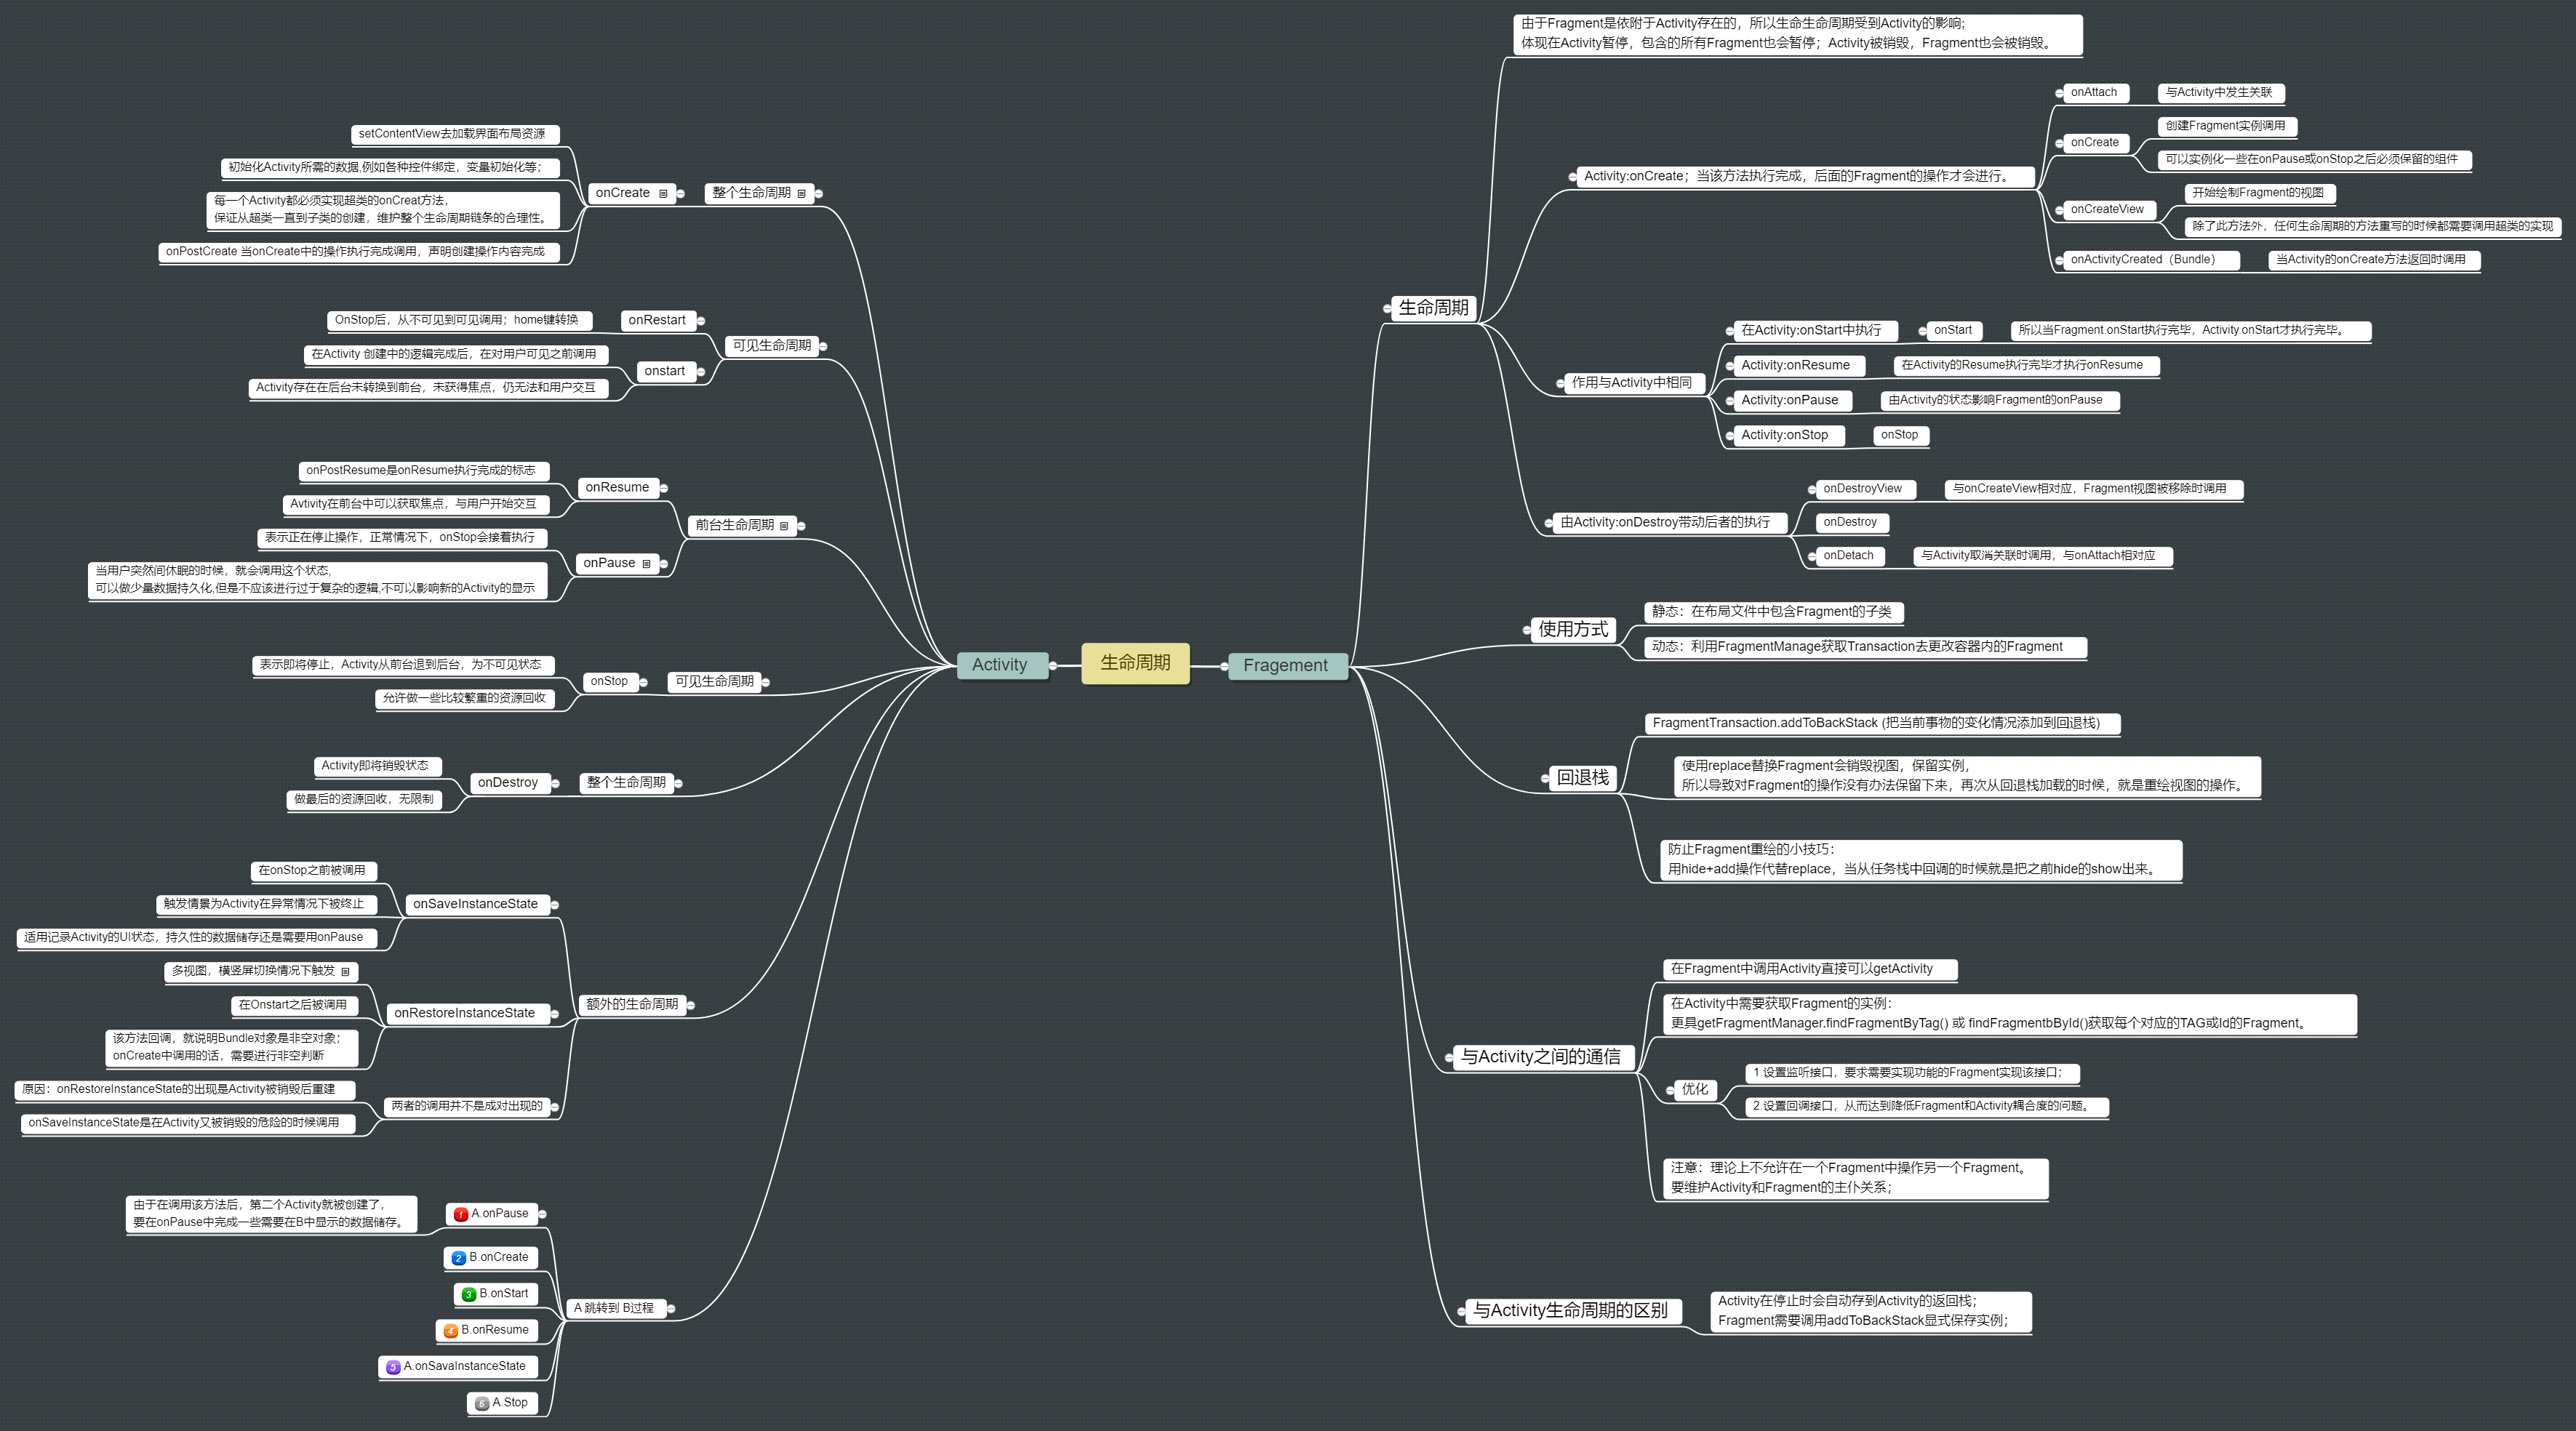 生命周期
Activity
整个生命周期
onCreate
setContentView去加载界面布局资源
初始化Activity所需的数据,例如各种控件绑定，变量初始化等；
每一个Activity都必须实现超类的onCreat方法，
保证从超类一直到子类的创建，维护整个生命周期链条的合理性。
onPostCreate 当onCreate中的操作执行完成调用，声明创建操作内容完成
可见生命周期
onRestart
OnStop后，从不可见到可见调用；home键转换
onstart
在Activity 创建中的逻辑完成后，在对用户可见之前调用
Activity存在在后台未转换到前台，未获得焦点，仍无法和用户交互
前台生命周期
onResume
onPostResume是onResume执行完成的标志
Avtivity在前台中可以获取焦点，与用户开始交互
onPause
表示正在停止操作，正常情况下，onStop会接着执行
当用户突然间休眠的时候，就会调用这个状态,
可以做少量数据持久化,但是不应该进行过于复杂的逻辑,不可以影响新的Activity的显示
可见生命周期
onStop
表示即将停止，Activity从前台退到后台，为不可见状态
允许做一些比较繁重的资源回收
整个生命周期
onDestroy
Activity即将销毁状态
做最后的资源回收，无限制
额外的生命周期
onSaveInstanceState
在onStop之前被调用
触发情景为Activity在异常情况下被终止
适用记录Activity的UI状态，持久性的数据储存还是需要用onPause
onRestoreInstanceState
多视图，横竖屏切换情况下触发
在Onstart之后被调用
该方法回调，就说明Bundle对象是非空对象；
onCreate中调用的话，需要进行非空判断
两者的调用并不是成对出现的
原因：onRestoreInstanceState的出现是Activity被销毁后重建
onSaveInstanceState是在Activity又被销毁的危险的时候调用
A 跳转到 B过程
1 A.onPause
由于在调用该方法后，第二个Activity就被创建了，
要在onPause中完成一些需要在B中显示的数据储存。
2 B.onCreate
3 B.onStart
4 B.onResume
5 A.onSavaInstanceState
6 A.Stop
Fragement
生命周期
由于Fragment是依附于Activity存在的，所以生命生命周期受到Activity的影响;
体现在Activity暂停，包含的所有Fragment也会暂停；Activity被销毁，Fragment也会被销毁。
Activity:onCreate；当该方法执行完成，后面的Fragment的操作才会进行。
onAttach
与Activity中发生关联
onCreate
创建Fragment实例调用
可以实例化一些在onPause或onStop之后必须保留的组件
onCreateView
开始绘制Fragment的视图
除了此方法外，任何生命周期的方法重写的时候都需要调用超类的实现
onActivityCreated（Bundle）
当Activity的onCreate方法返回时调用
作用与Activity中相同
在Activity:onStart中执行
onStart
所以当Fragment.onStart执行完毕，Activity.onStart才执行完毕。
Activity:onResume
在Activity的Resume执行完毕才执行onResume
Activity:onPause
由Activity的状态影响Fragment的onPause
Activity:onStop
onStop
由Activity:onDestroy带动后者的执行
onDestroyView
与onCreateView相对应，Fragment视图被移除时调用
onDestroy
onDetach
与Activity取消关联时调用，与onAttach相对应
使用方式
静态：在布局文件中包含Fragment的子类
动态：利用FragmentManage获取Transaction去更改容器内的Fragment
回退栈
FragmentTransaction.addToBackStack (把当前事物的变化情况添加到回退栈)
使用replace替换Fragment会销毁视图，保留实例，
所以导致对Fragment的操作没有办法保留下来，再次从回退栈加载的时候，就是重绘视图的操作。
防止Fragment重绘的小技巧：
用hide+add操作代替replace，当从任务栈中回调的时候就是把之前hide的show出来。
与Activity之间的通信
在Fragment中调用Activity直接可以getActivity
在Activity中需要获取Fragment的实例：
更具getFragmentManager.findFragmentByTag() 或 findFragmentbById()获取每个对应的TAG或Id的Fragment。
优化
1.设置监听接口，要求需要实现功能的Fragment实现该接口；
2.设置回调接口，从而达到降低Fragment和Activity耦合度的问题。
注意：理论上不允许在一个Fragment中操作另一个Fragment。
要维护Activity和Fragment的主仆关系；
与Activity生命周期的区别
Activity在停止时会自动存到Activity的返回栈；
Fragment需要调用addToBackStack显式保存实例；